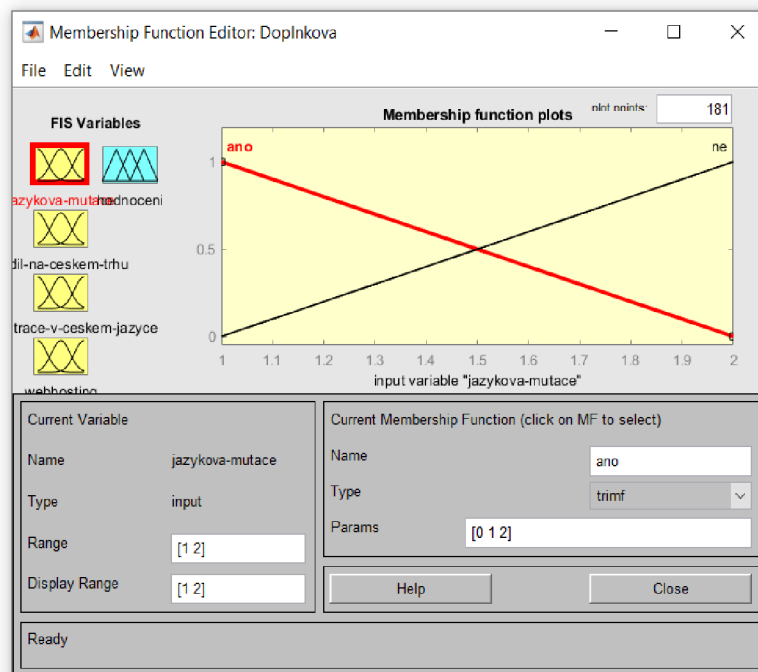 Membership Function Editor: Doplnkova
File Edit View
FIS Variables
Membership function plots
plot points: 181
azykova-mutace
hodnoceni
dil-na-ceskem-trhu
trace-v-ceskem-jazyce
webhosting
ano
ne
1
0.5
0
1 1.1 1.2 1.3 1.4 1.5 1.6 1.7 1.8 1.9 2
input variable "jazykova-mutace"
Current Variable
Name jazykova-mutace
Type input
Range [1 2]
Display Range [1 2]
Current Membership Function (click on MF to select)
Name ano
Type trimf
Params [0 1 2]
Help Close
Ready